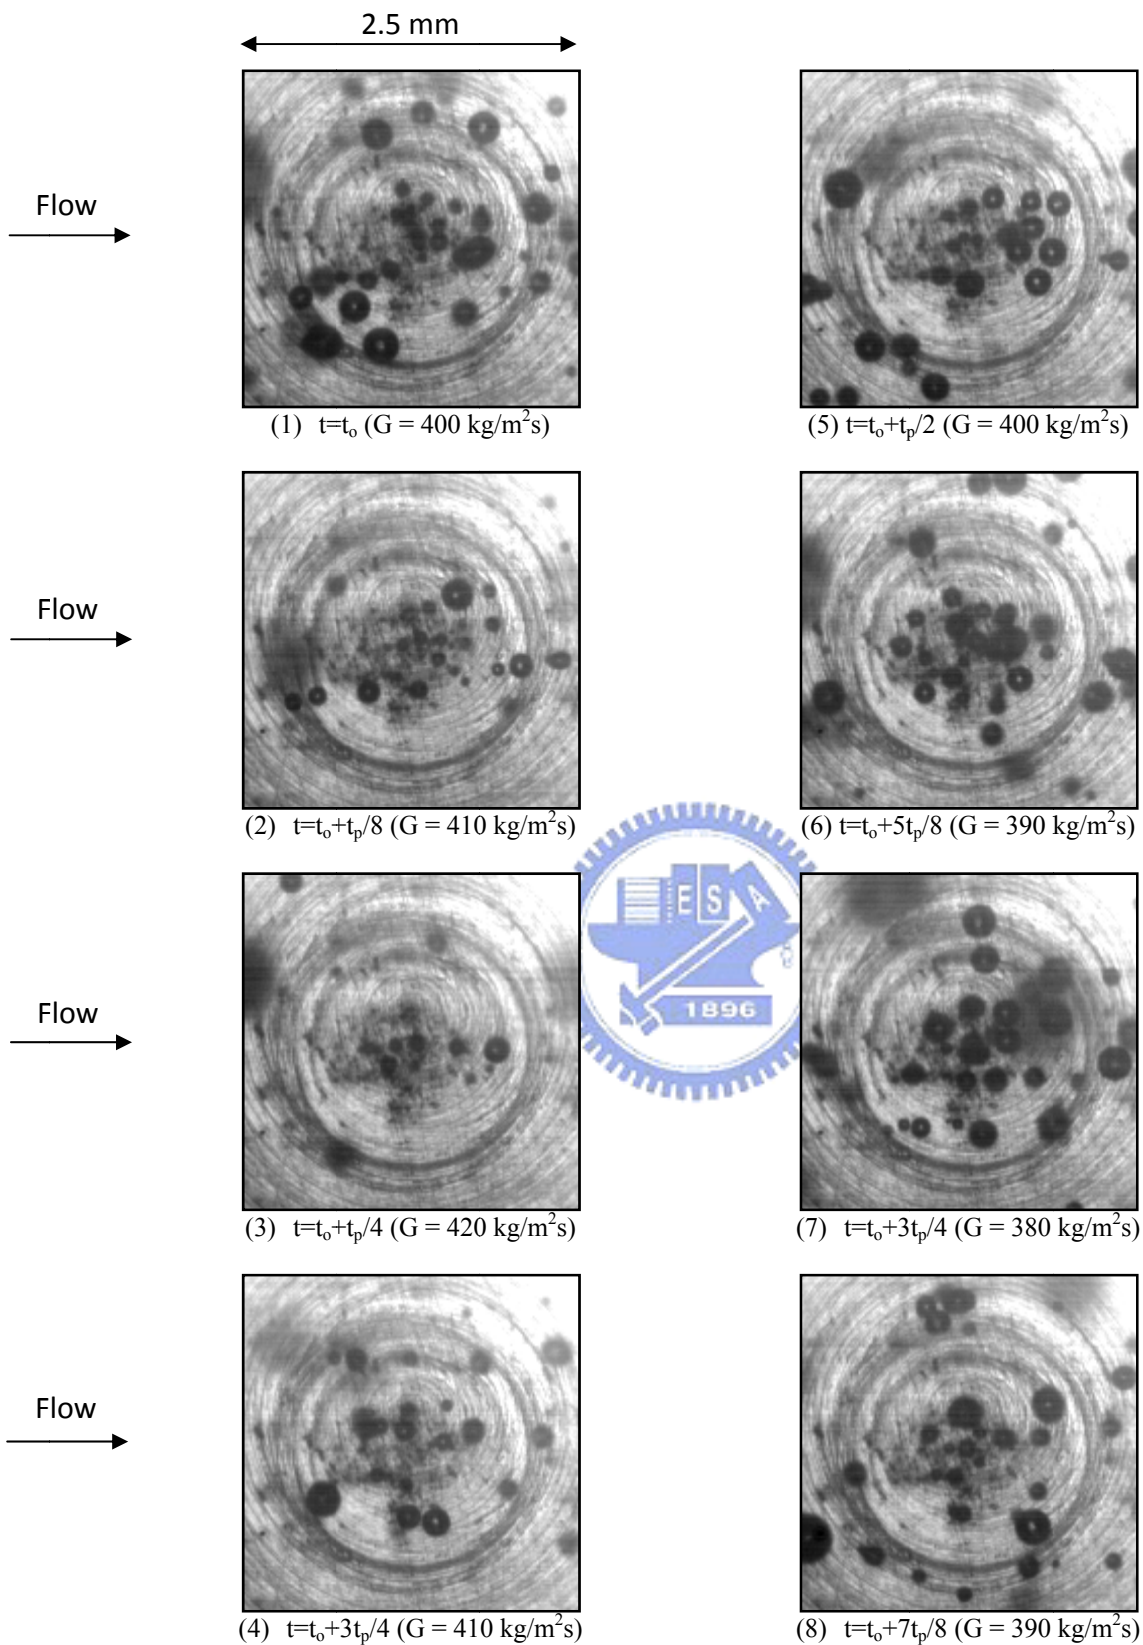 2.5 mm
Flow
(1) t=tₒ (G = 400 kg/m²s)
(5) t=tₒ+tₚ/2 (G = 400 kg/m²s)
Flow
(2) t=tₒ+tₚ/8 (G = 410 kg/m²s)
(6) t=tₒ+5tₚ/8 (G = 390 kg/m²s)
E S A
1896
Flow
(3) t=tₒ+tₚ/4 (G = 420 kg/m²s)
(7) t=tₒ+3tₚ/4 (G = 380 kg/m²s)
Flow
(4) t=tₒ+3tₚ/4 (G = 410 kg/m²s)
(8) t=tₒ+7tₚ/8 (G = 390 kg/m²s)